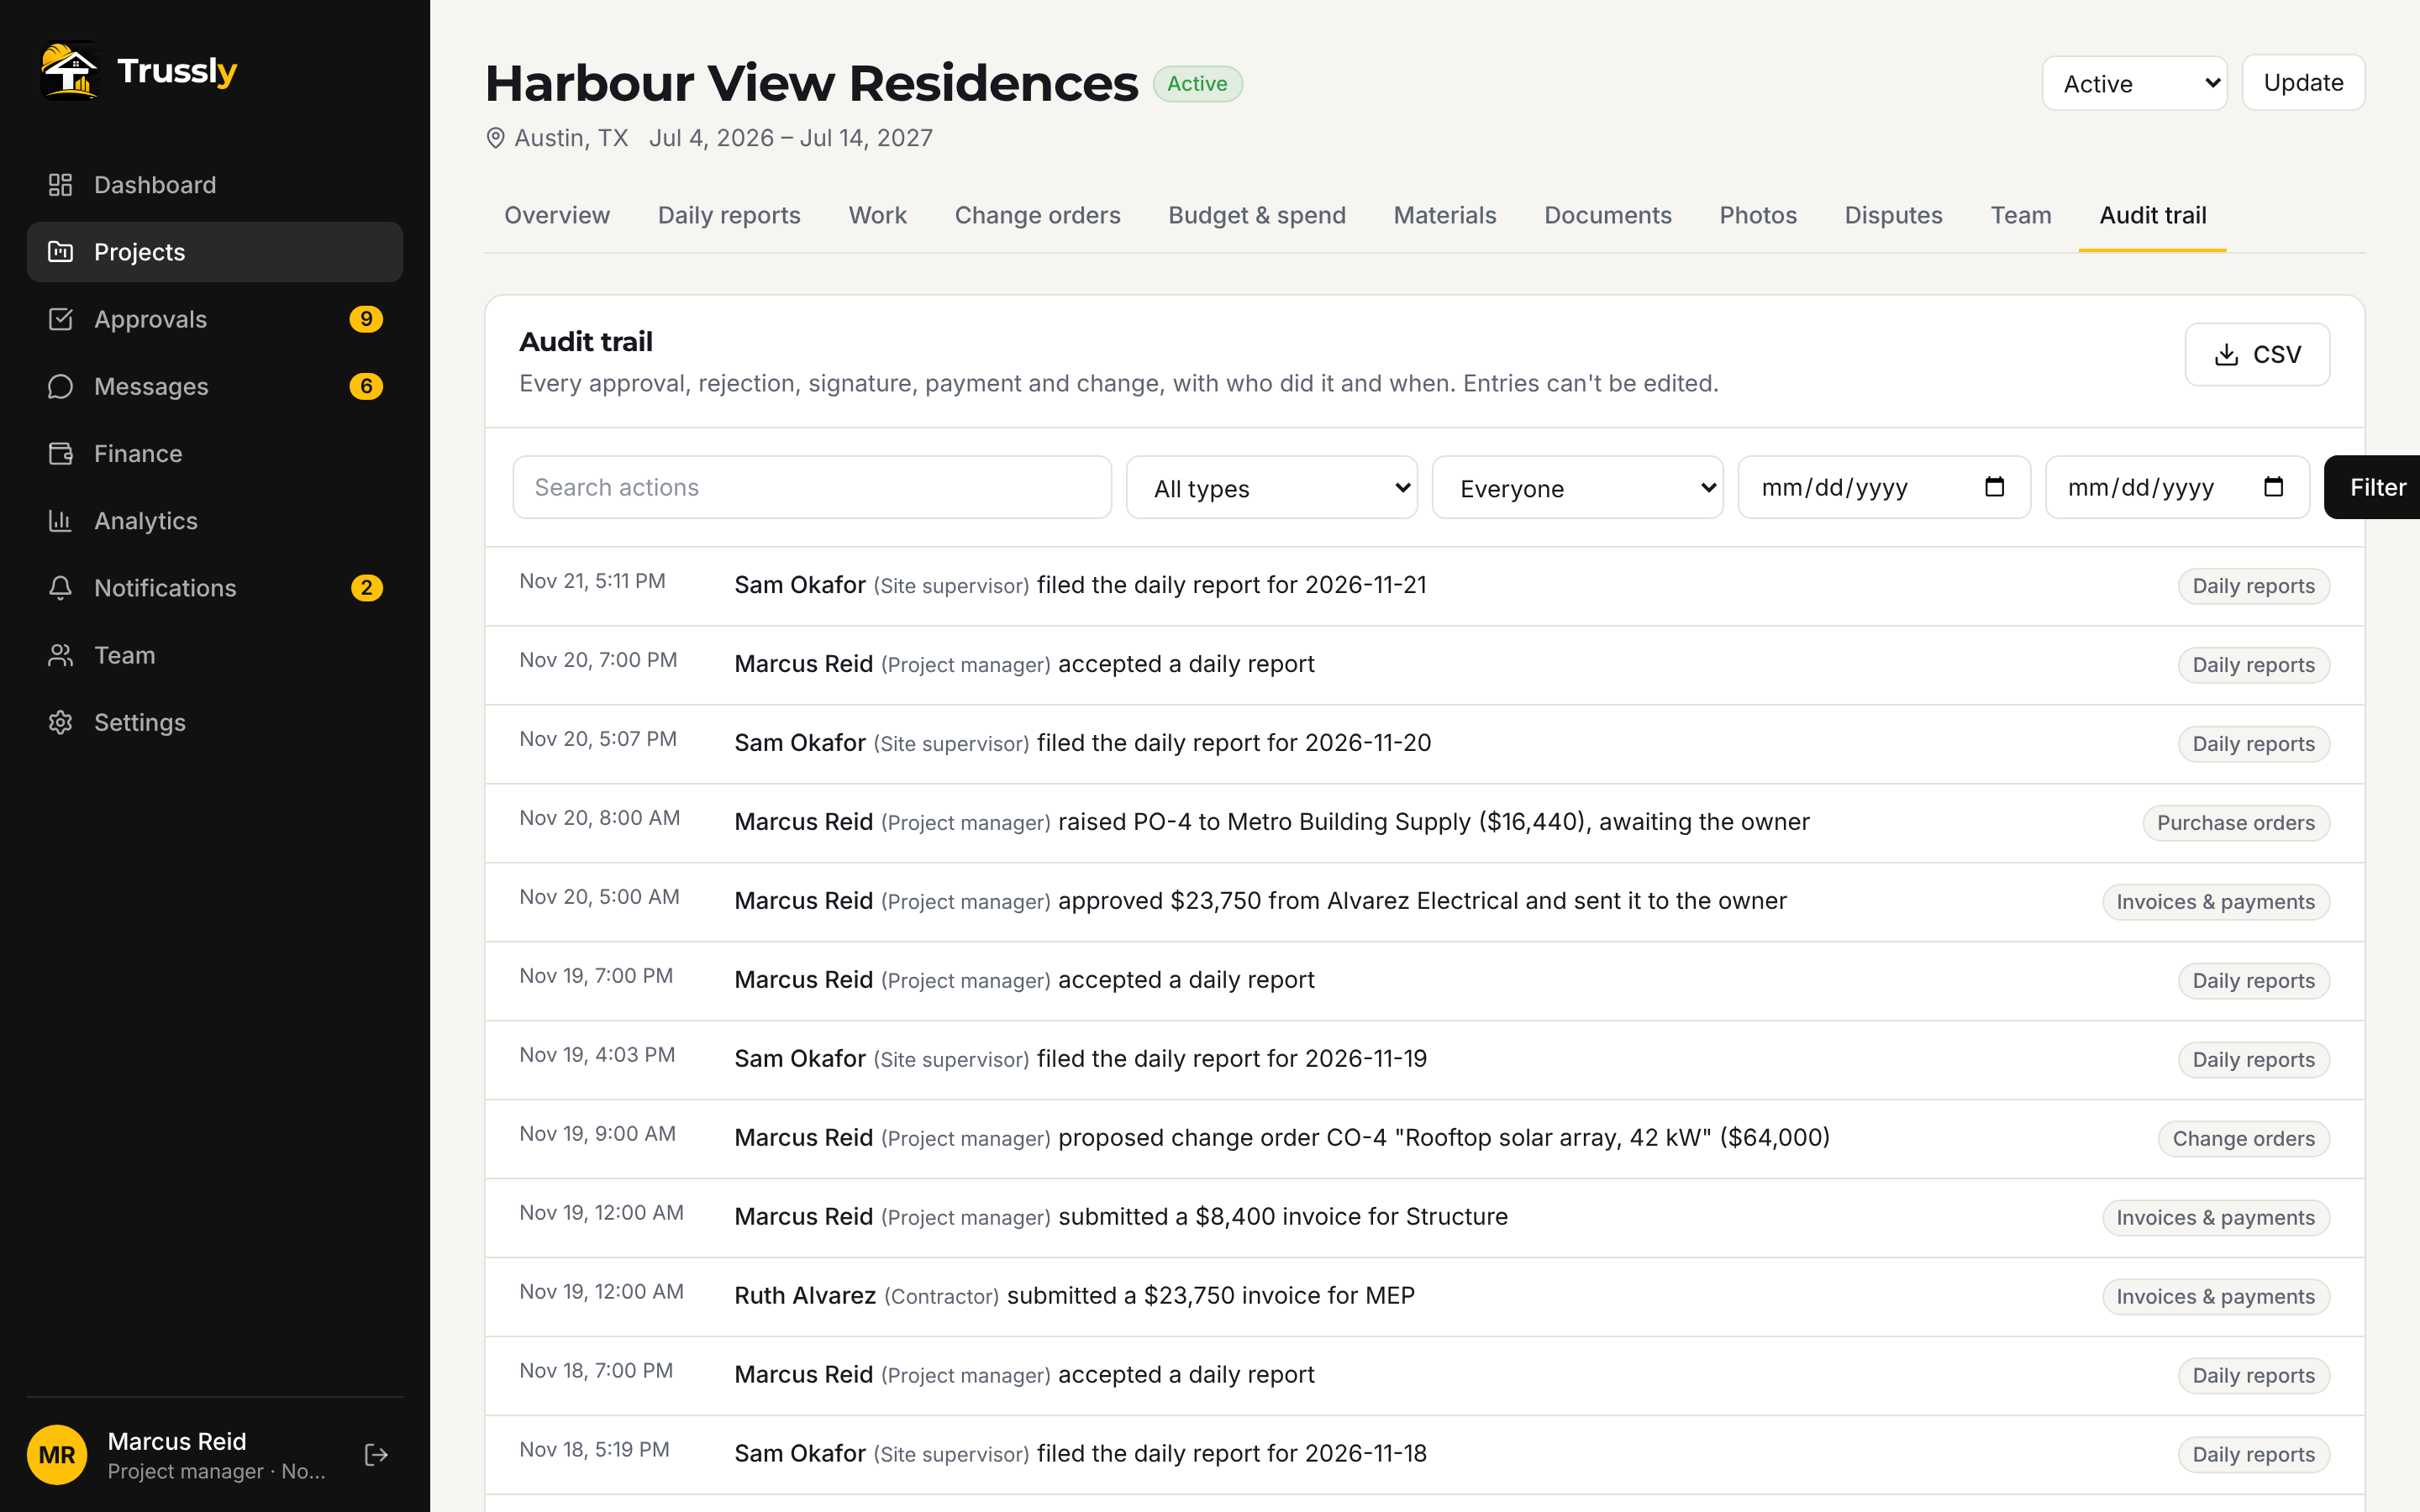 Trussly
Dashboard
Projects
Approvals 9
Messages 6
Finance
Analytics
Notifications 2
Team
Settings
MR
Marcus Reid
Project manager · No...
Harbour View Residences Active
Active Update
Austin, TX Jul 4, 2026 – Jul 14, 2027
Overview Daily reports Work Change orders Budget & spend Materials Documents Photos Disputes Team Audit trail
Audit trail
Every approval, rejection, signature, payment and change, with who did it and when. Entries can't be edited.
CSV
Search actions All types Everyone mm/dd/yyyy mm/dd/yyyy Filter
Nov 21, 5:11 PM Sam Okafor (Site supervisor) filed the daily report for 2026-11-21 Daily reports
Nov 20, 7:00 PM Marcus Reid (Project manager) accepted a daily report Daily reports
Nov 20, 5:07 PM Sam Okafor (Site supervisor) filed the daily report for 2026-11-20 Daily reports
Nov 20, 8:00 AM Marcus Reid (Project manager) raised PO-4 to Metro Building Supply ($16,440), awaiting the owner Purchase orders
Nov 20, 5:00 AM Marcus Reid (Project manager) approved $23,750 from Alvarez Electrical and sent it to the owner Invoices & payments
Nov 19, 7:00 PM Marcus Reid (Project manager) accepted a daily report Daily reports
Nov 19, 4:03 PM Sam Okafor (Site supervisor) filed the daily report for 2026-11-19 Daily reports
Nov 19, 9:00 AM Marcus Reid (Project manager) proposed change order CO-4 "Rooftop solar array, 42 kW" ($64,000) Change orders
Nov 19, 12:00 AM Marcus Reid (Project manager) submitted a $8,400 invoice for Structure Invoices & payments
Nov 19, 12:00 AM Ruth Alvarez (Contractor) submitted a $23,750 invoice for MEP Invoices & payments
Nov 18, 7:00 PM Marcus Reid (Project manager) accepted a daily report Daily reports
Nov 18, 5:19 PM Sam Okafor (Site supervisor) filed the daily report for 2026-11-18 Daily reports